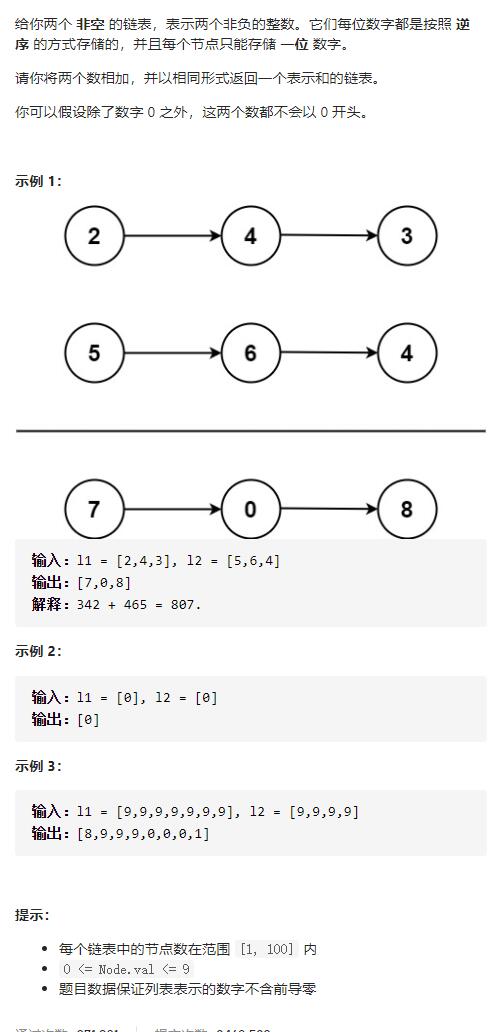 给你两个 非空 的链表，表示两个非负的整数。它们每位数字都是按照 逆
序 的方式存储的，并且每个节点只能存储 一位 数字。
请你将两个数相加，并以相同形式返回一个表示和的链表。
你可以假设除了数字 0 之外，这两个数都不会以 0 开头。
示例 1：
2 4 3
5 6 4
7 0 8
输入：l1 = [2,4,3], l2 = [5,6,4]
输出：[7,0,8]
解释：342 + 465 = 807.
示例 2：
输入：l1 = [0], l2 = [0]
输出：[0]
示例 3：
输入：l1 = [9,9,9,9,9,9,9], l2 = [9,9,9,9]
输出：[8,9,9,9,0,0,0,1]
提示：
每个链表中的节点数在范围 [1, 100] 内
0 <= Node.val <= 9
题目数据保证列表表示的数字不含前导零